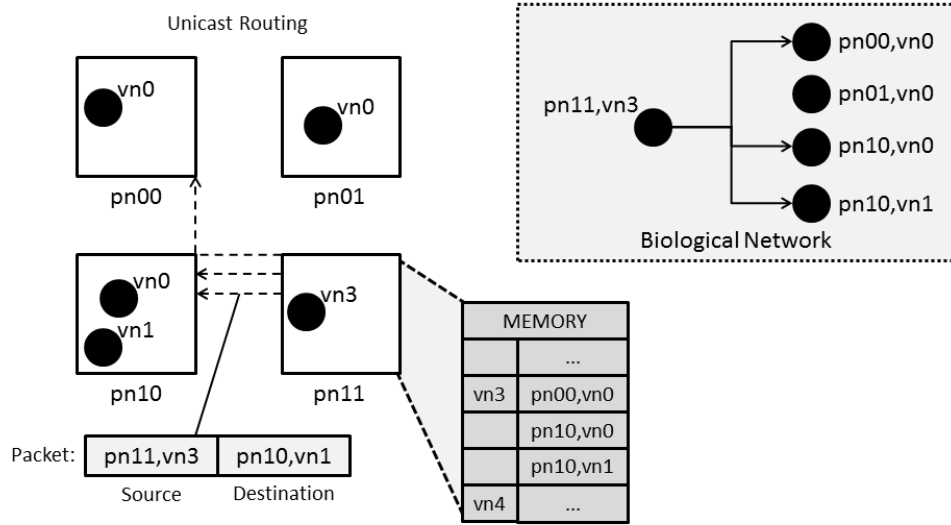 Unicast Routing
vn0
pn00
vn0
pn01
vn0
vn1
pn10
vn3
pn11
Packet:
pn11,vn3
pn10,vn1
Source
Destination
pn11,vn3
pn00,vn0
pn01,vn0
pn10,vn0
pn10,vn1
Biological Network
MEMORY
...
vn3 pn00,vn0
pn10,vn0
pn10,vn1
vn4 ...